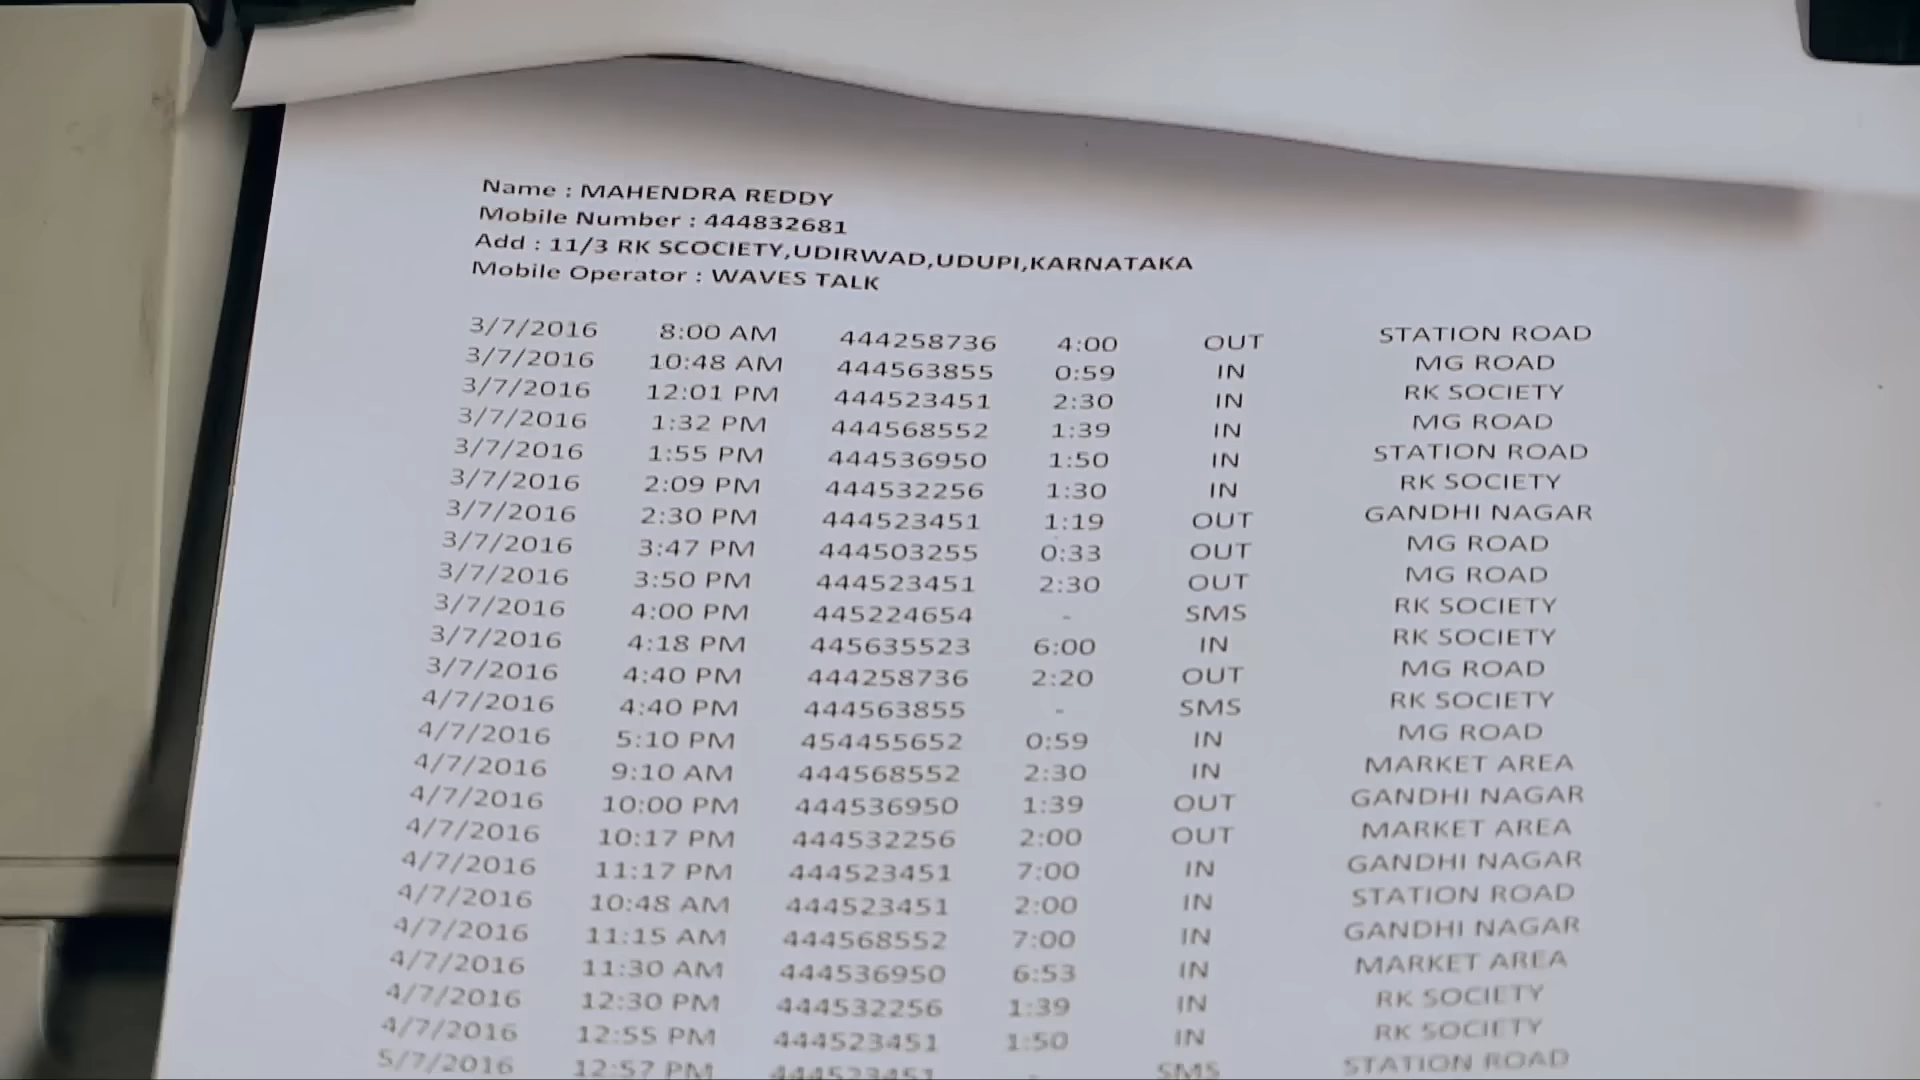 Name : MAHENDRA REDDY
Mobile Number : 444832681
Add : 11/3 RK SCOCIETY,UDIRWAD,UDUPI,KARNATAKA
Mobile Operator : WAVES TALK
3/7/2016 8:00 AM 444258736 4:00 OUT STATION ROAD
3/7/2016 10:48 AM 444563855 0:59 IN MG ROAD
3/7/2016 12:01 PM 444523451 2:30 IN RK SOCIETY
3/7/2016 1:32 PM 444568552 1:39 IN MG ROAD
3/7/2016 1:55 PM 444536950 1:50 IN STATION ROAD
3/7/2016 2:09 PM 444532256 1:30 IN RK SOCIETY
3/7/2016 2:30 PM 444523451 1:19 OUT GANDHI NAGAR
3/7/2016 3:47 PM 444503255 0:33 OUT MG ROAD
3/7/2016 3:50 PM 444523451 2:30 OUT MG ROAD
3/7/2016 4:00 PM 445224654 - SMS RK SOCIETY
3/7/2016 4:18 PM 445635523 6:00 IN RK SOCIETY
3/7/2016 4:40 PM 444258736 2:20 OUT MG ROAD
4/7/2016 4:40 PM 444563855 - SMS RK SOCIETY
4/7/2016 5:10 PM 454455652 0:59 IN MG ROAD
4/7/2016 9:10 AM 444568552 2:30 IN MARKET AREA
4/7/2016 10:00 PM 444536950 1:39 OUT GANDHI NAGAR
4/7/2016 10:17 PM 444532256 2:00 OUT MARKET AREA
4/7/2016 11:17 PM 444523451 7:00 IN GANDHI NAGAR
4/7/2016 10:48 AM 444523451 2:00 IN STATION ROAD
4/7/2016 11:15 AM 444568552 7:00 IN GANDHI NAGAR
4/7/2016 11:30 AM 444536950 6:53 IN MARKET AREA
4/7/2016 12:30 PM 444532256 1:39 IN RK SOCIETY
4/7/2016 12:55 PM 444523451 1:50 IN RK SOCIETY
5/7/2016 12:57 PM 444523451 - SMS STATION ROAD